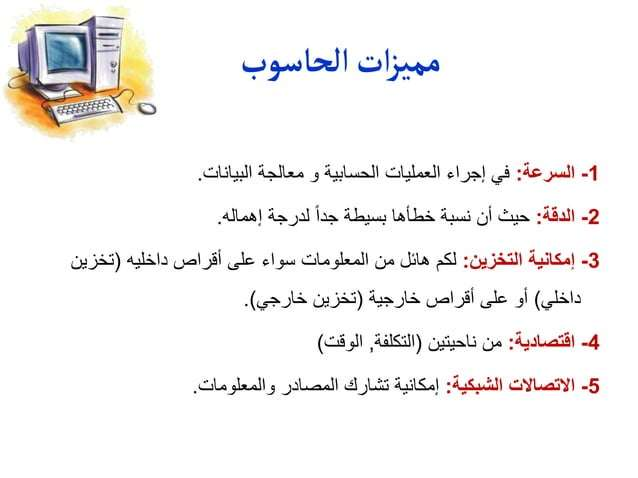 مميزات الحاسوب
1- السرعة: في إجراء العمليات الحسابية و معالجة البيانات.
2- الدقة: حيث أن نسبة خطأها بسيطة جداً لدرجة إهماله.
3- إمكانية التخزين: لكم هائل من المعلومات سواء على أقراص داخليه (تخزين
داخلي) أو على أقراص خارجية (تخزين خارجي).
4- اقتصادية: من ناحيتين (التكلفة, الوقت)
5- الاتصالات الشبكية: إمكانية تشارك المصادر والمعلومات.